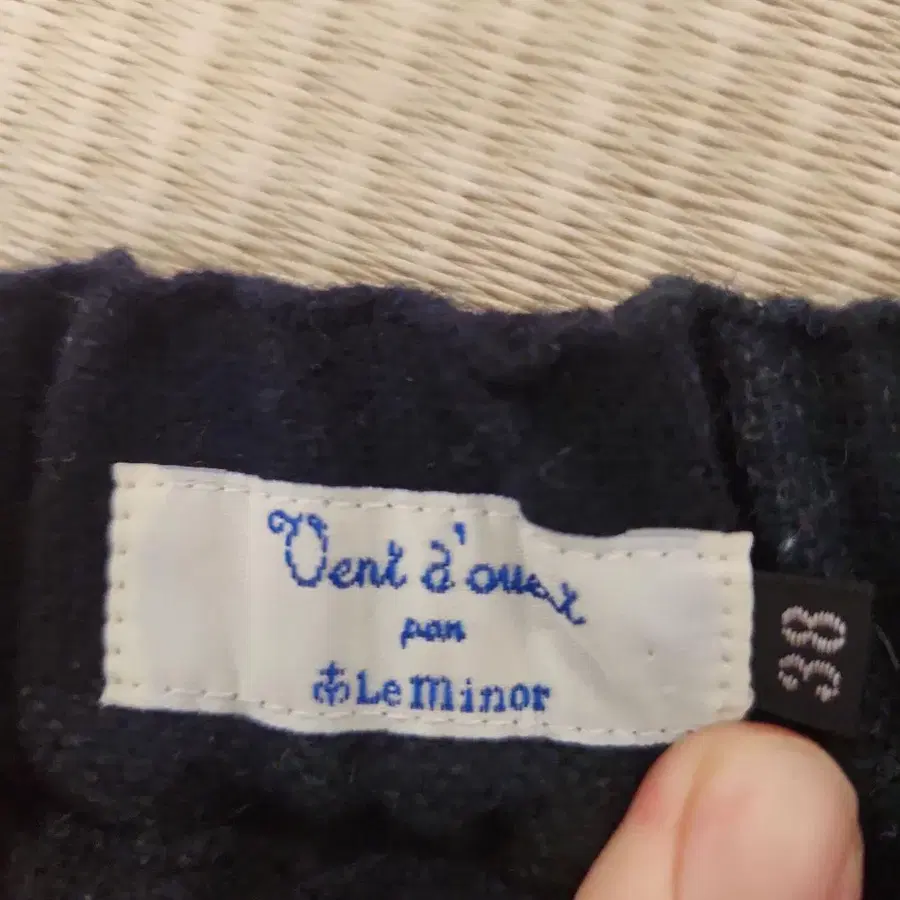 Vent d'ouest
par
Le Minor
38